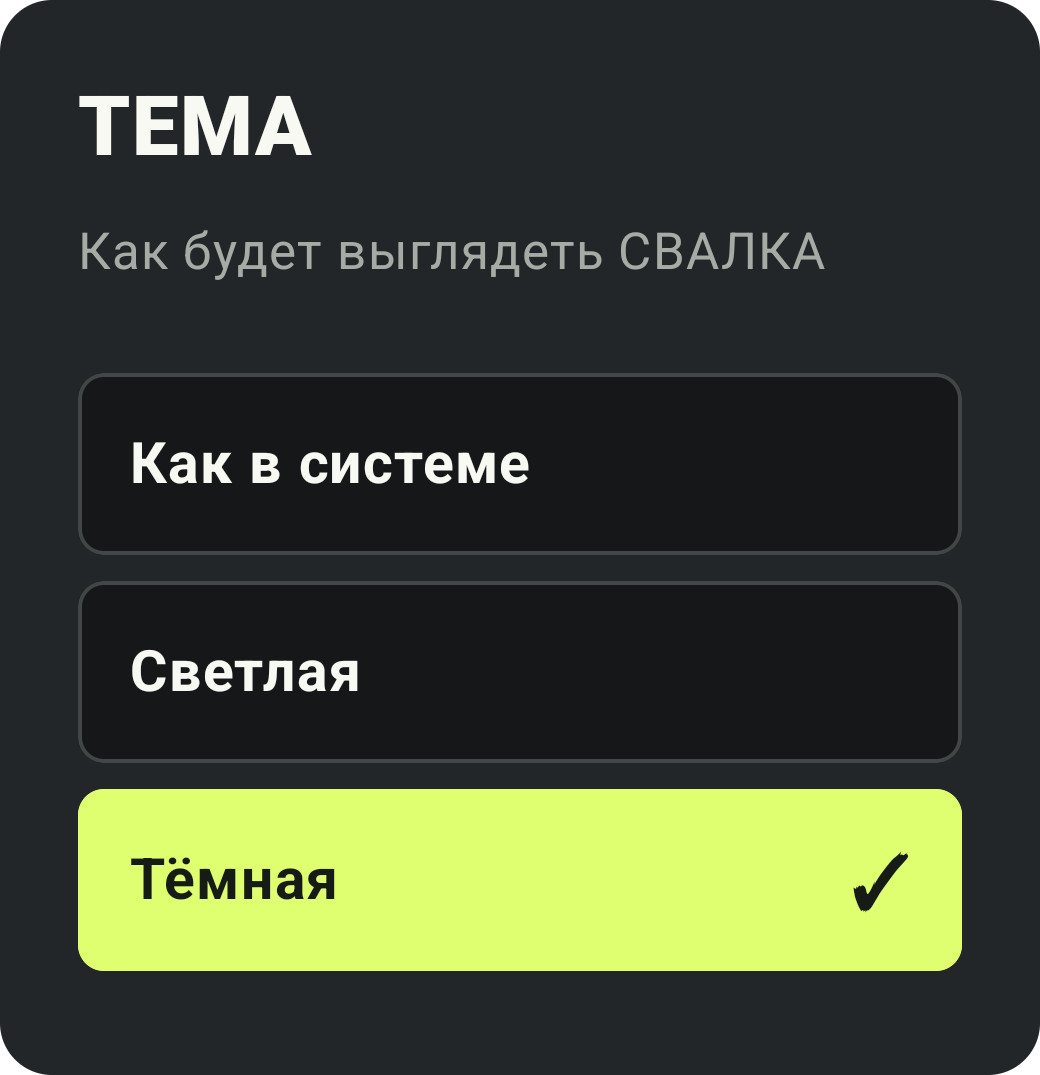 ТЕМА
Как будет выглядеть СВАЛКА
Как в системе
Светлая
Тёмная ✓